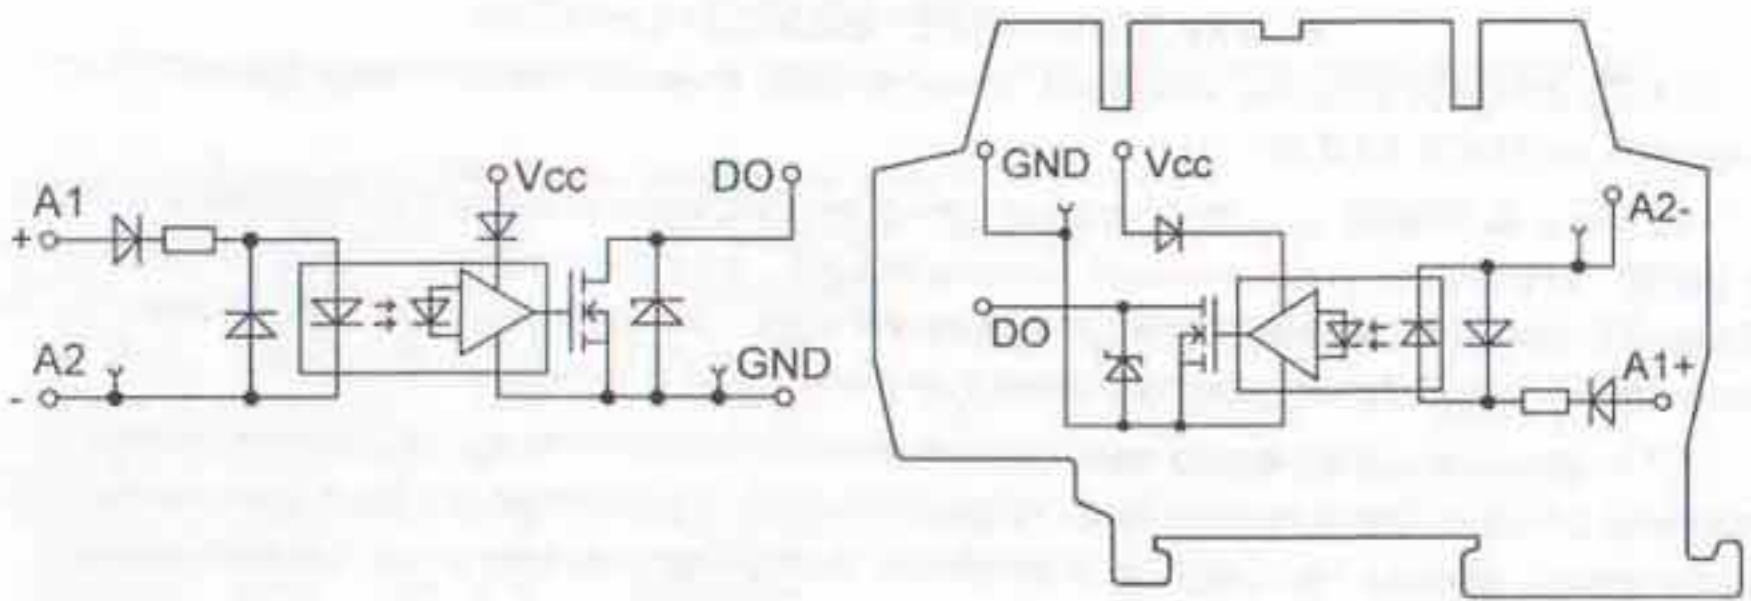 Vcc
DO
A1
+
A2
-
GND
GND
Vcc
A2-
DO
A1+